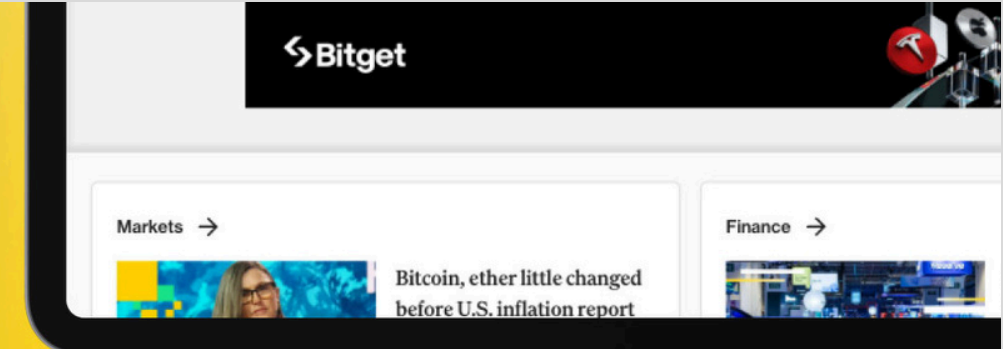 Bitget
Markets →
Bitcoin, ether little changed
before U.S. inflation report
Finance →